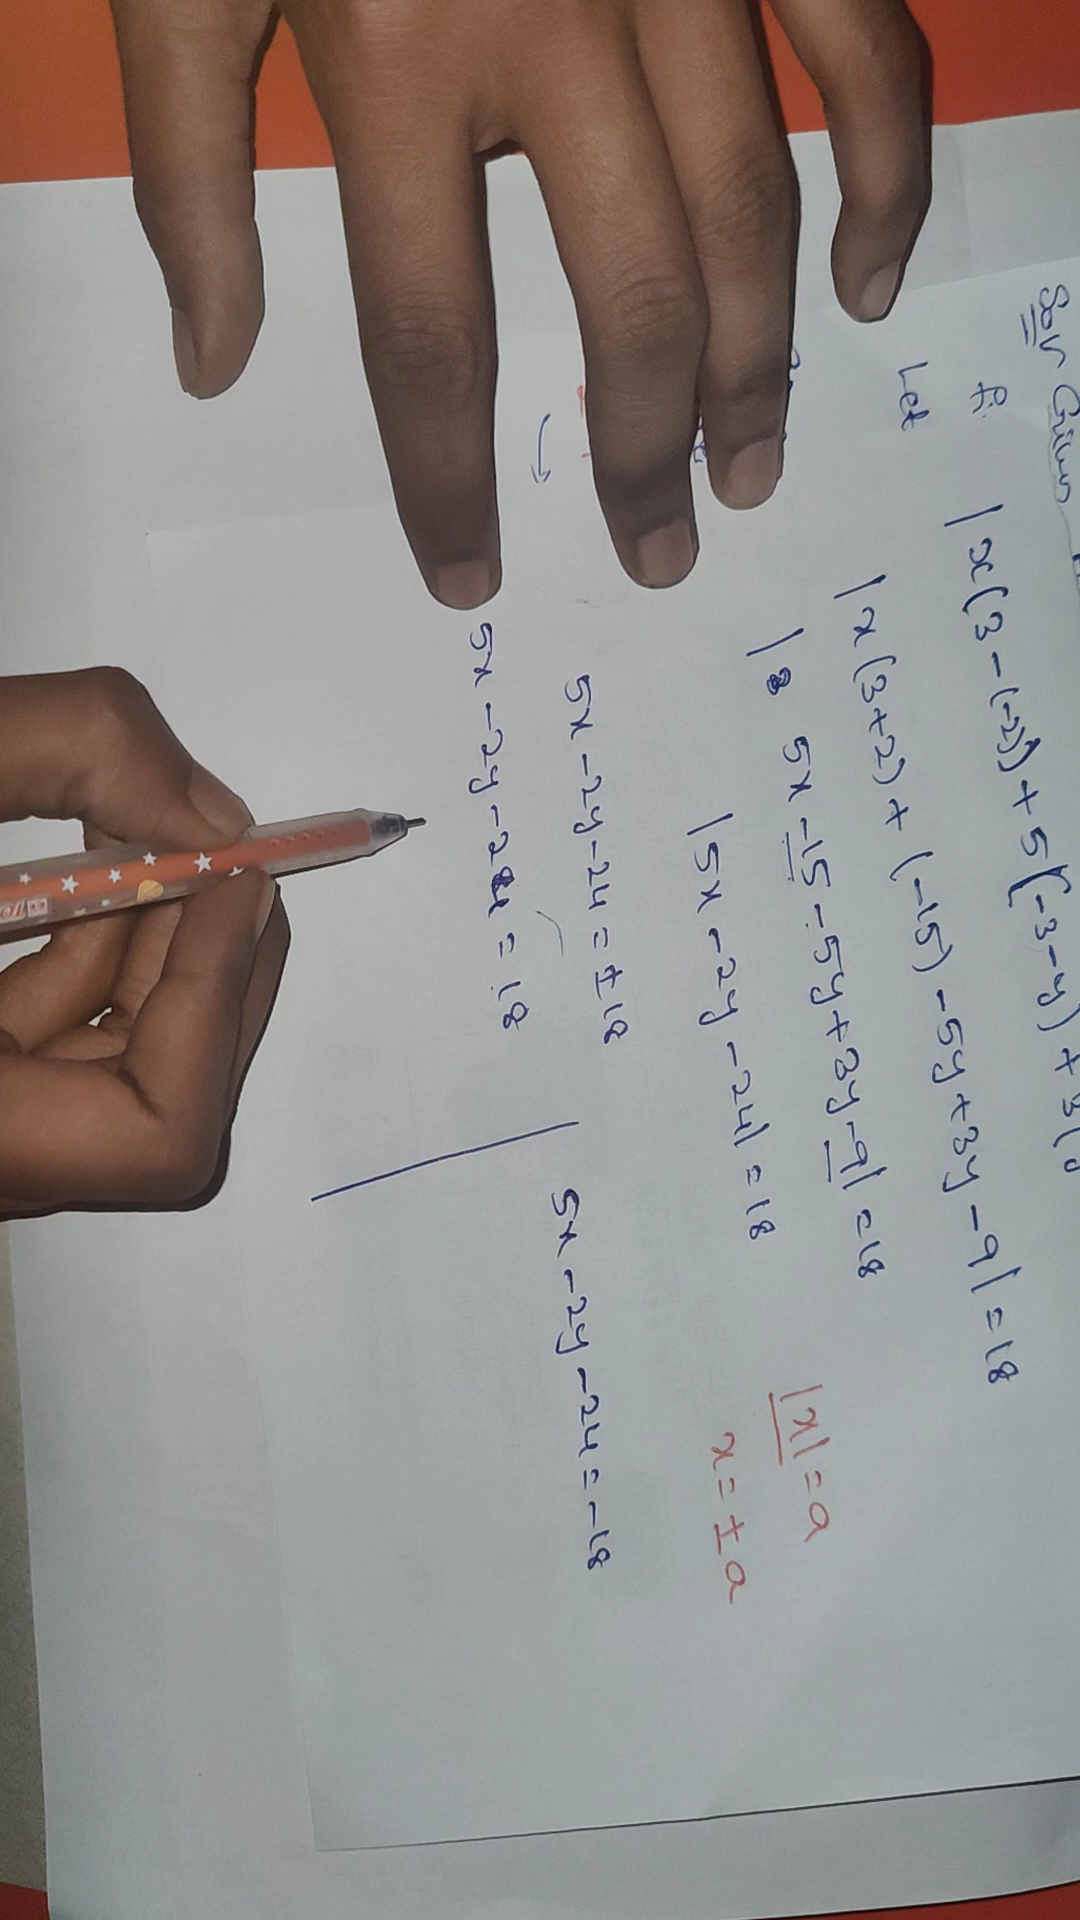 Sol Given
fi
|x(3-(-2)) + 5(-3-y) + 3(
Let
|x(3+2) + (-15) -5y+3y -9| = 18
| 5x -15 -5y+3y -9| = 18
|5x -2y -24| = 18
|x| = a
x = ± a
5x -2y -24 = ± 18
5x -2y -24 = 18
5x -2y -24 = -18